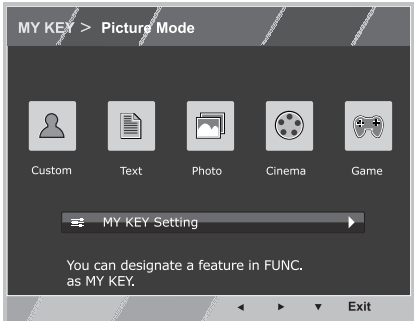 MY KEY > Picture Mode
Custom Text Photo Cinema Game
MY KEY Setting
You can designate a feature in FUNC.
as MY KEY.
Exit